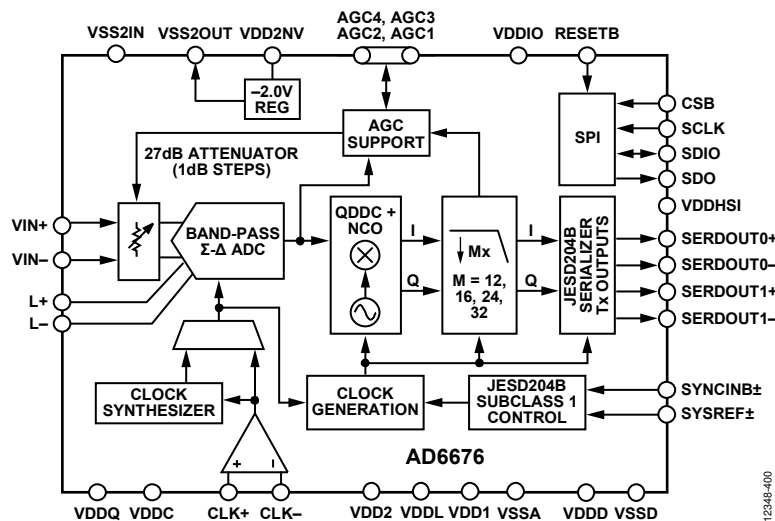 VSS2IN
VSS2OUT
VDD2NV
AGC4, AGC3
AGC2, AGC1
VDDIO
RESETB
–2.0V
REG
AGC
SUPPORT
SPI
CSB
SCLK
SDIO
SDO
27dB ATTENUATOR
(1dB STEPS)
VDDHSI
VIN+
VIN–
BAND-PASS
Σ-Δ ADC
QDDC +
NCO
I
Q
Mx
M = 12,
16, 24,
32
I
Q
JESD204B
SERIALIZER
Tx OUTPUTS
SERDOUT0+
SERDOUT0–
SERDOUT1+
SERDOUT1–
L+
L–
CLOCK
SYNTHESIZER
CLOCK
GENERATION
JESD204B
SUBCLASS 1
CONTROL
SYNCINB±
SYSREF±
+ –
AD6676
VDDQ
VDDC
CLK+
CLK–
VDD2
VDDL
VDD1
VSSA
VDDD
VSSD
12348-400